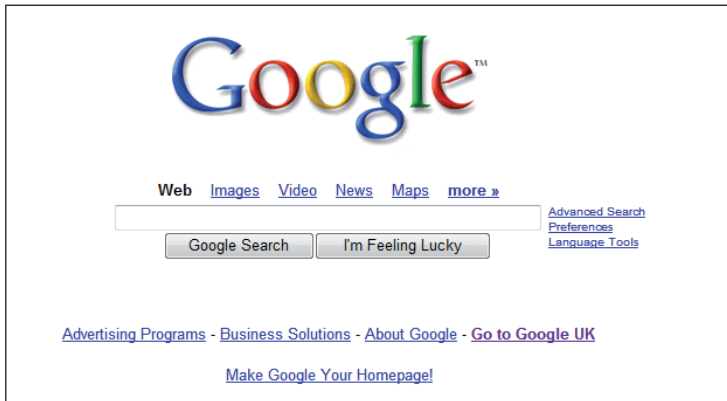 Google™
Web Images Video News Maps more »
Advanced Search
Preferences
Language Tools
Google Search I'm Feeling Lucky
Advertising Programs - Business Solutions - About Google - Go to Google UK
Make Google Your Homepage!